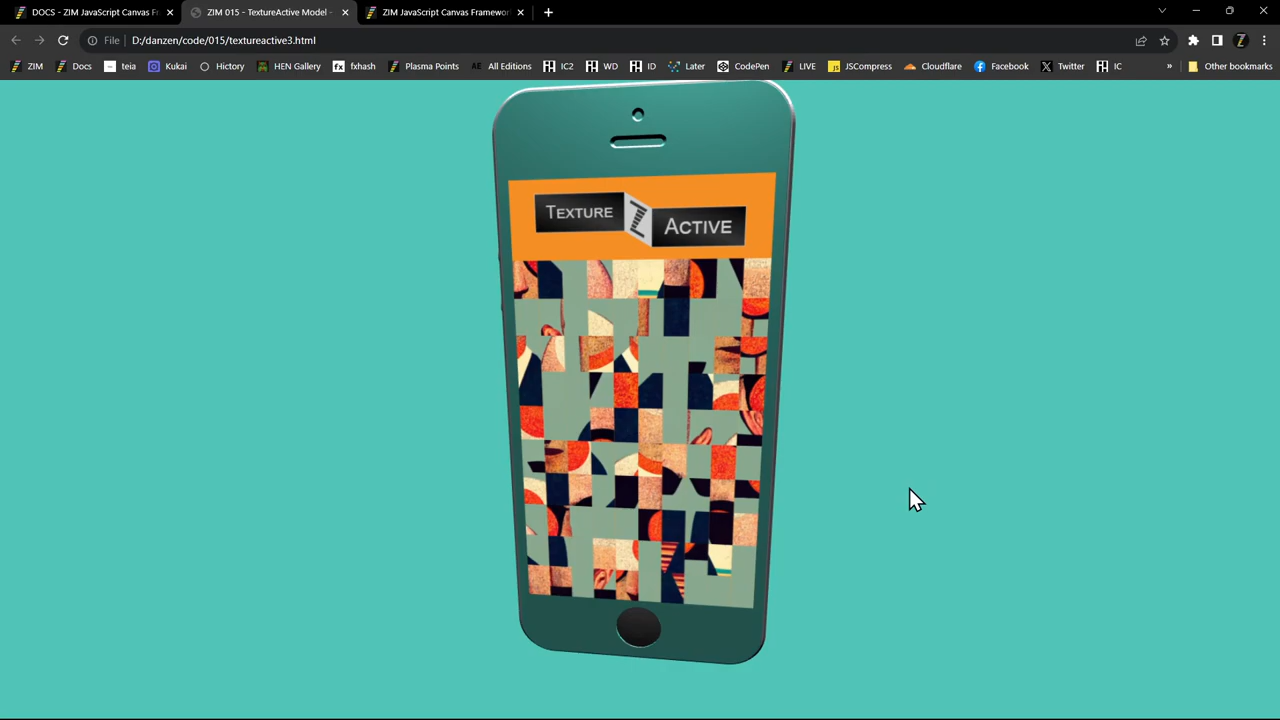 DOCS - ZIM JavaScript Canvas Fr
ZIM 015 - TextureActive Model -
ZIM JavaScript Canvas Framewor
File
D:/danzen/code/015/textureactive3.html
ZIM
Docs
teia
Kukai
Hictory
HEN Gallery
fxhash
Plasma Points
All Editions
IC2
WD
ID
Later
CodePen
LIVE
JSCompress
Cloudflare
Facebook
Twitter
IC
»
Other bookmarks
TEXTURE
ACTIVE